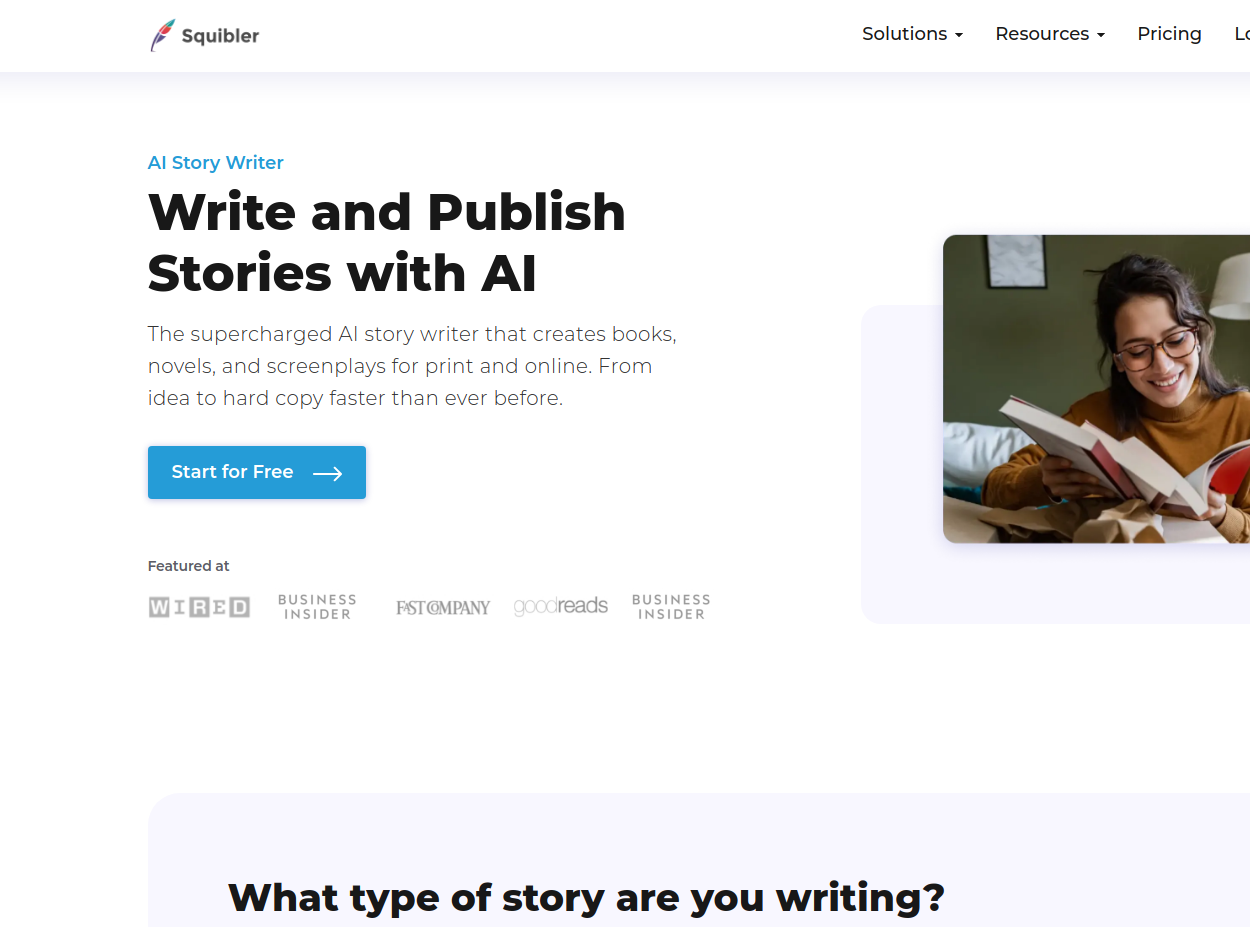 Squibler
Solutions
Resources
Pricing
AI Story Writer
Write and Publish
Stories with AI
The supercharged AI story writer that creates books,
novels, and screenplays for print and online. From
idea to hard copy faster than ever before.
Start for Free
Featured at
WIRED
BUSINESS
INSIDER
FAST COMPANY
goodreads
BUSINESS
INSIDER
What type of story are you writing?